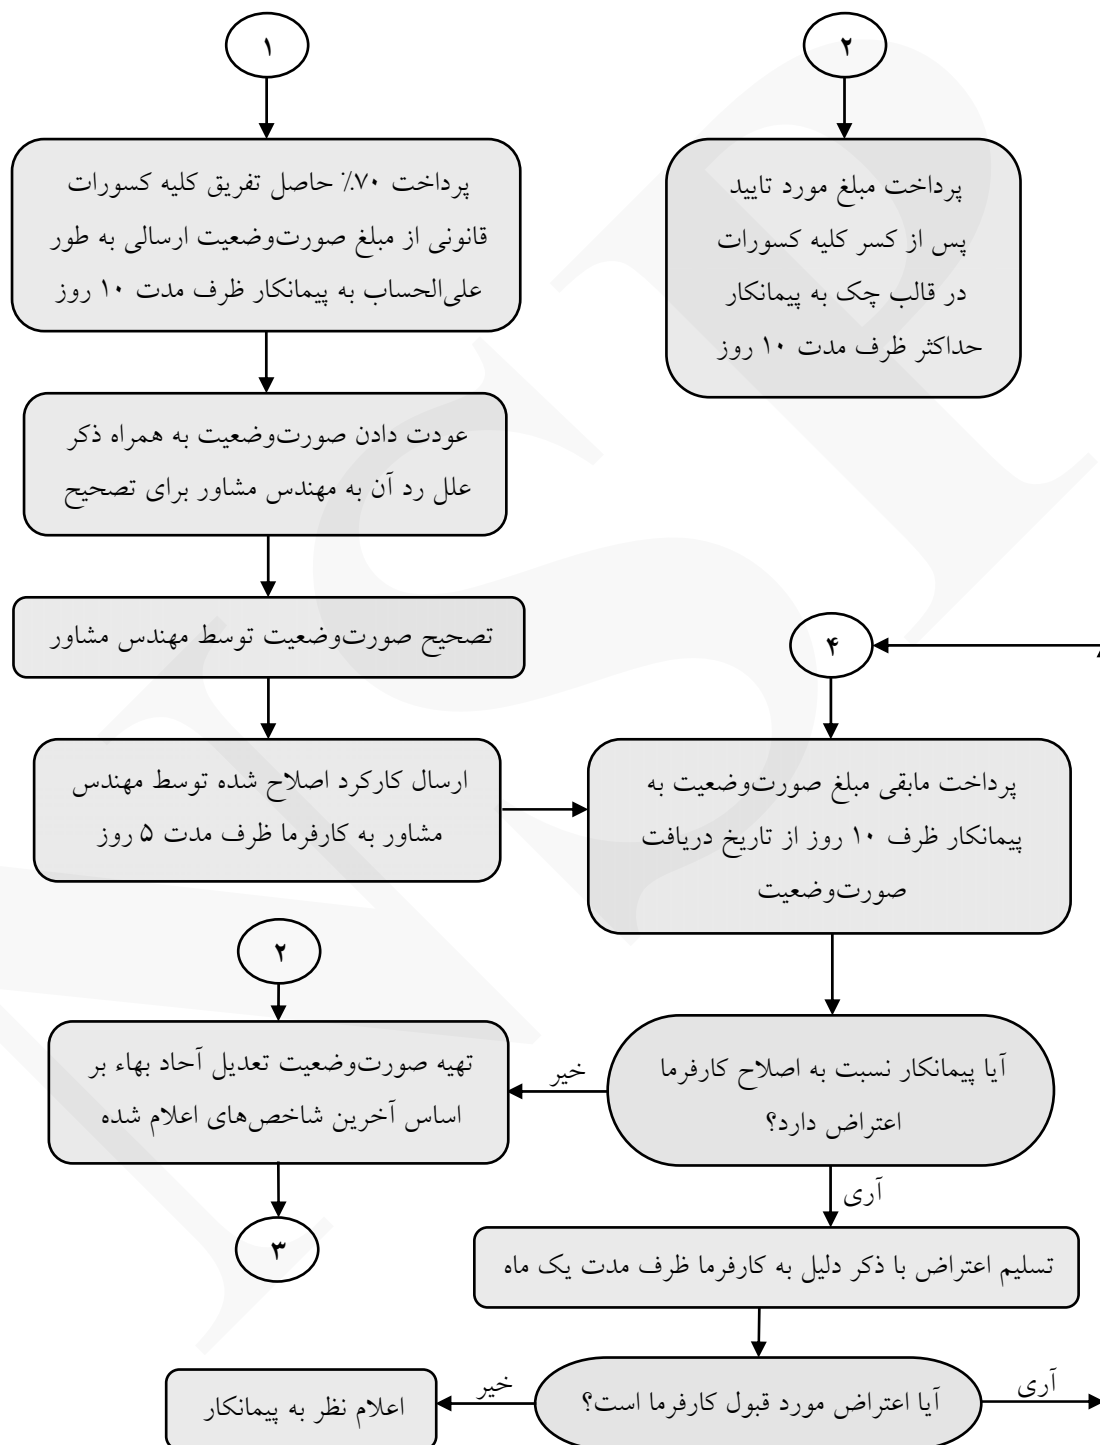 ۱
پرداخت ۷۰٪ حاصل تفریق کلیه کسورات
قانونی از مبلغ صورت‌وضعیت ارسالی به طور
علی‌الحساب به پیمانکار ظرف مدت ۱۰ روز
عودت دادن صورت‌وضعیت به همراه ذکر
علل رد آن به مهندس مشاور برای تصحیح
تصحیح صورت‌وضعیت توسط مهندس مشاور
ارسال کارکرد اصلاح شده توسط مهندس
مشاور به کارفرما ظرف مدت ۵ روز
۲
پرداخت مبلغ مورد تایید
پس از کسر کلیه کسورات
در قالب چک به پیمانکار
حداکثر ظرف مدت ۱۰ روز
۴
پرداخت مابقی مبلغ صورت‌وضعیت به
پیمانکار ظرف ۱۰ روز از تاریخ دریافت
صورت‌وضعیت
آیا پیمانکار نسبت به اصلاح کارفرما
اعتراض دارد؟
خیر
۲
تهیه صورت‌وضعیت تعدیل آحاد بهاء بر
اساس آخرین شاخص‌های اعلام شده
۳
آری
تسلیم اعتراض با ذکر دلیل به کارفرما ظرف مدت یک ماه
آیا اعتراض مورد قبول کارفرما است؟
آری
خیر
اعلام نظر به پیمانکار
NSP